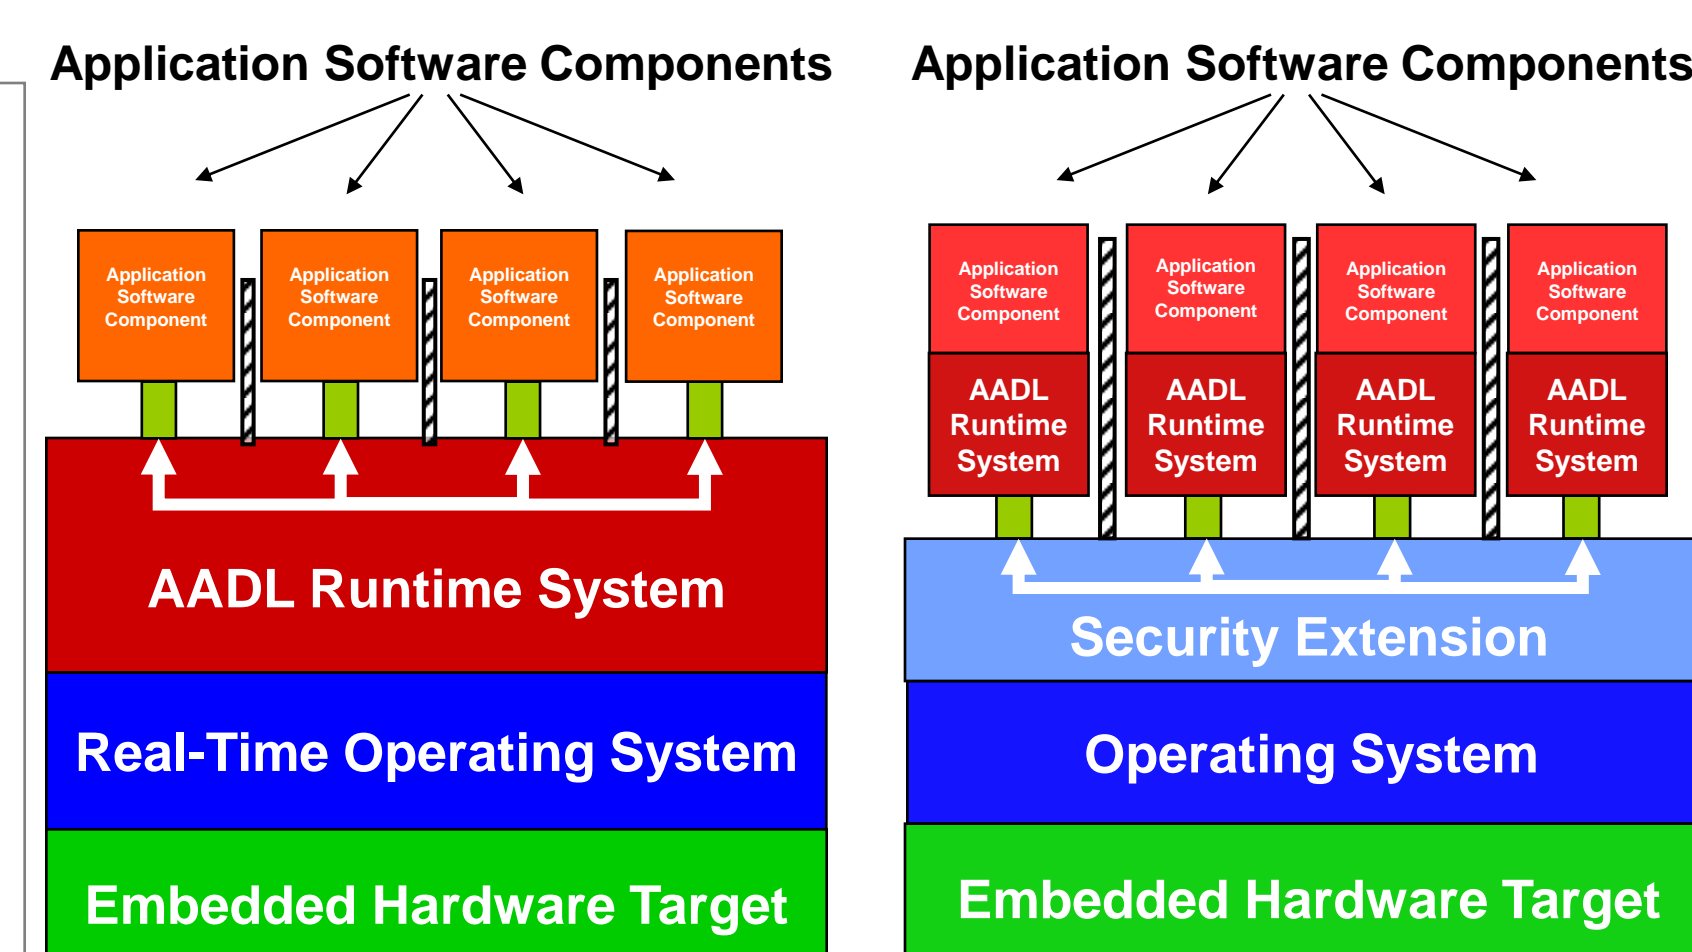 Application Software Components
Application
Software
Component
Application
Software
Component
Application
Software
Component
Application
Software
Component
AADL Runtime System
Real-Time Operating System
Embedded Hardware Target
Application Software Components
Application
Software
Component
Application
Software
Component
Application
Software
Component
Application
Software
Component
AADL
Runtime
System
AADL
Runtime
System
AADL
Runtime
System
AADL
Runtime
System
Security Extension
Operating System
Embedded Hardware Target